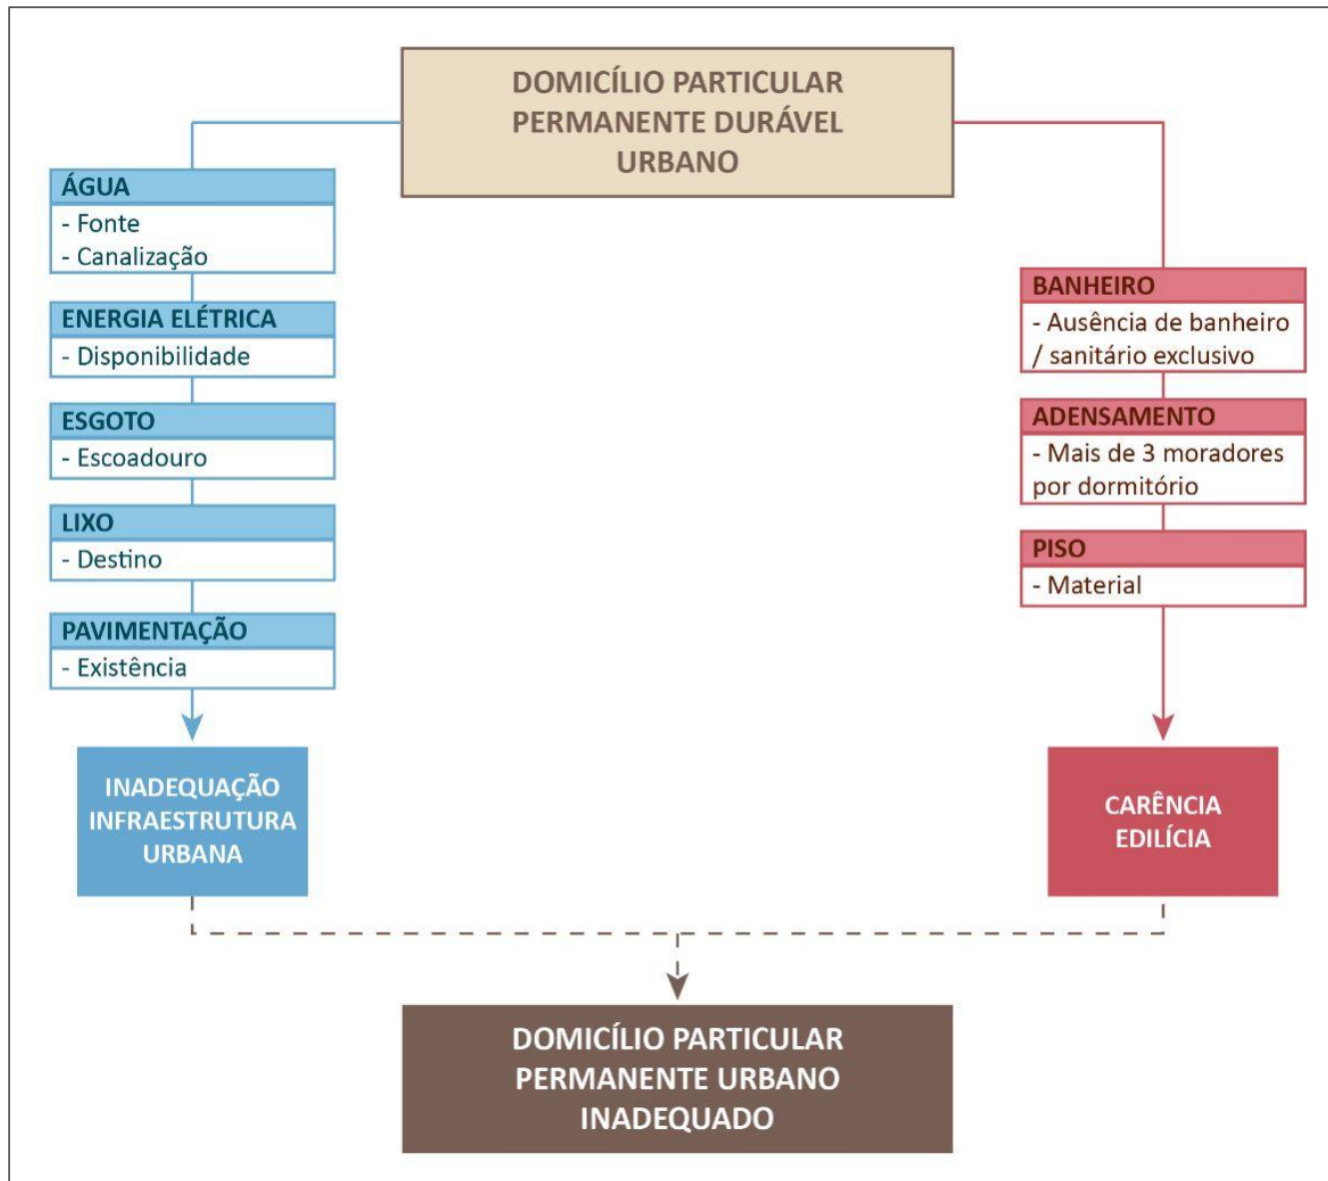 DOMICÍLIO PARTICULAR
PERMANENTE DURÁVEL
URBANO
ÁGUA
- Fonte
- Canalização
ENERGIA ELÉTRICA
- Disponibilidade
ESGOTO
- Escoadouro
LIXO
- Destino
PAVIMENTAÇÃO
- Existência
INADEQUAÇÃO
INFRAESTRUTURA
URBANA
BANHEIRO
- Ausência de banheiro
/ sanitário exclusivo
ADENSAMENTO
- Mais de 3 moradores
por dormitório
PISO
- Material
CARÊNCIA
EDILÍCIA
DOMICÍLIO PARTICULAR
PERMANENTE URBANO
INADEQUADO